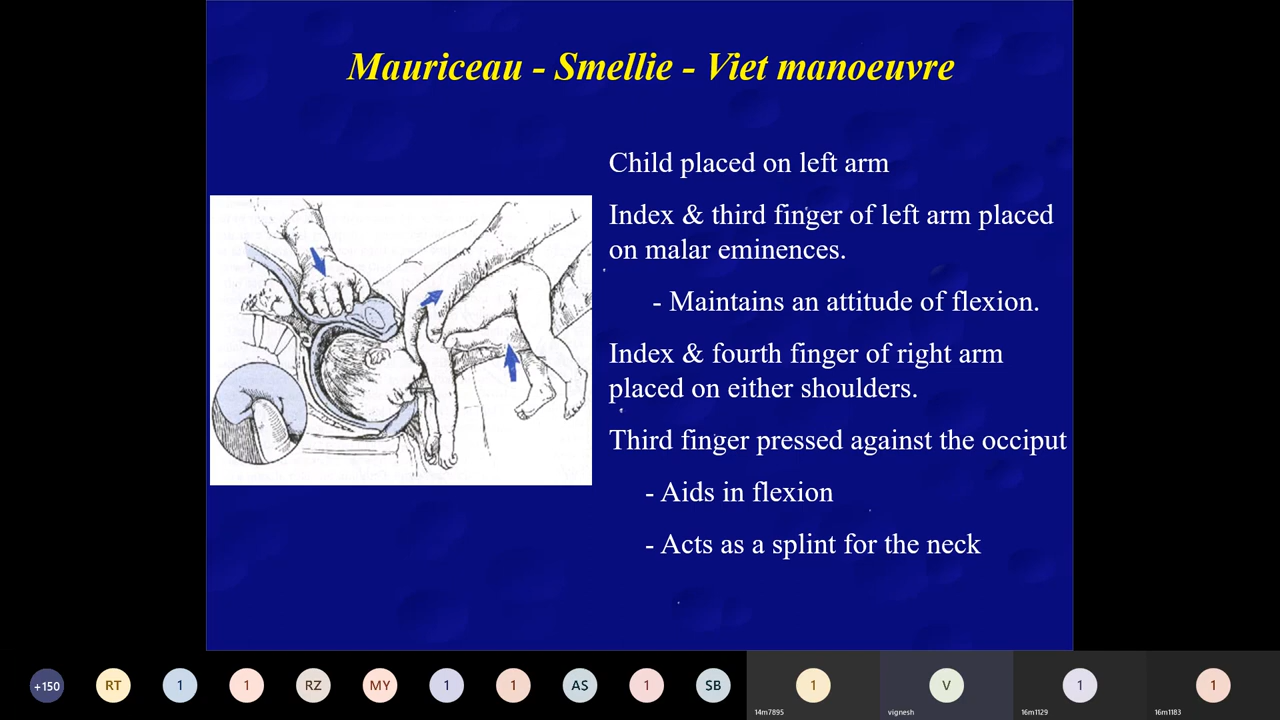 Mauriceau - Smellie - Viet manoeuvre
Child placed on left arm
Index & third finger of left arm placed
on malar eminences.
- Maintains an attitude of flexion.
Index & fourth finger of right arm
placed on either shoulders.
Third finger pressed against the occiput
- Aids in flexion
- Acts as a splint for the neck
+150 RT 1 1 RZ MY 1 1 AS 1 SB 1 V 1 1
14m7895 vignesh 16m1129 16m1183